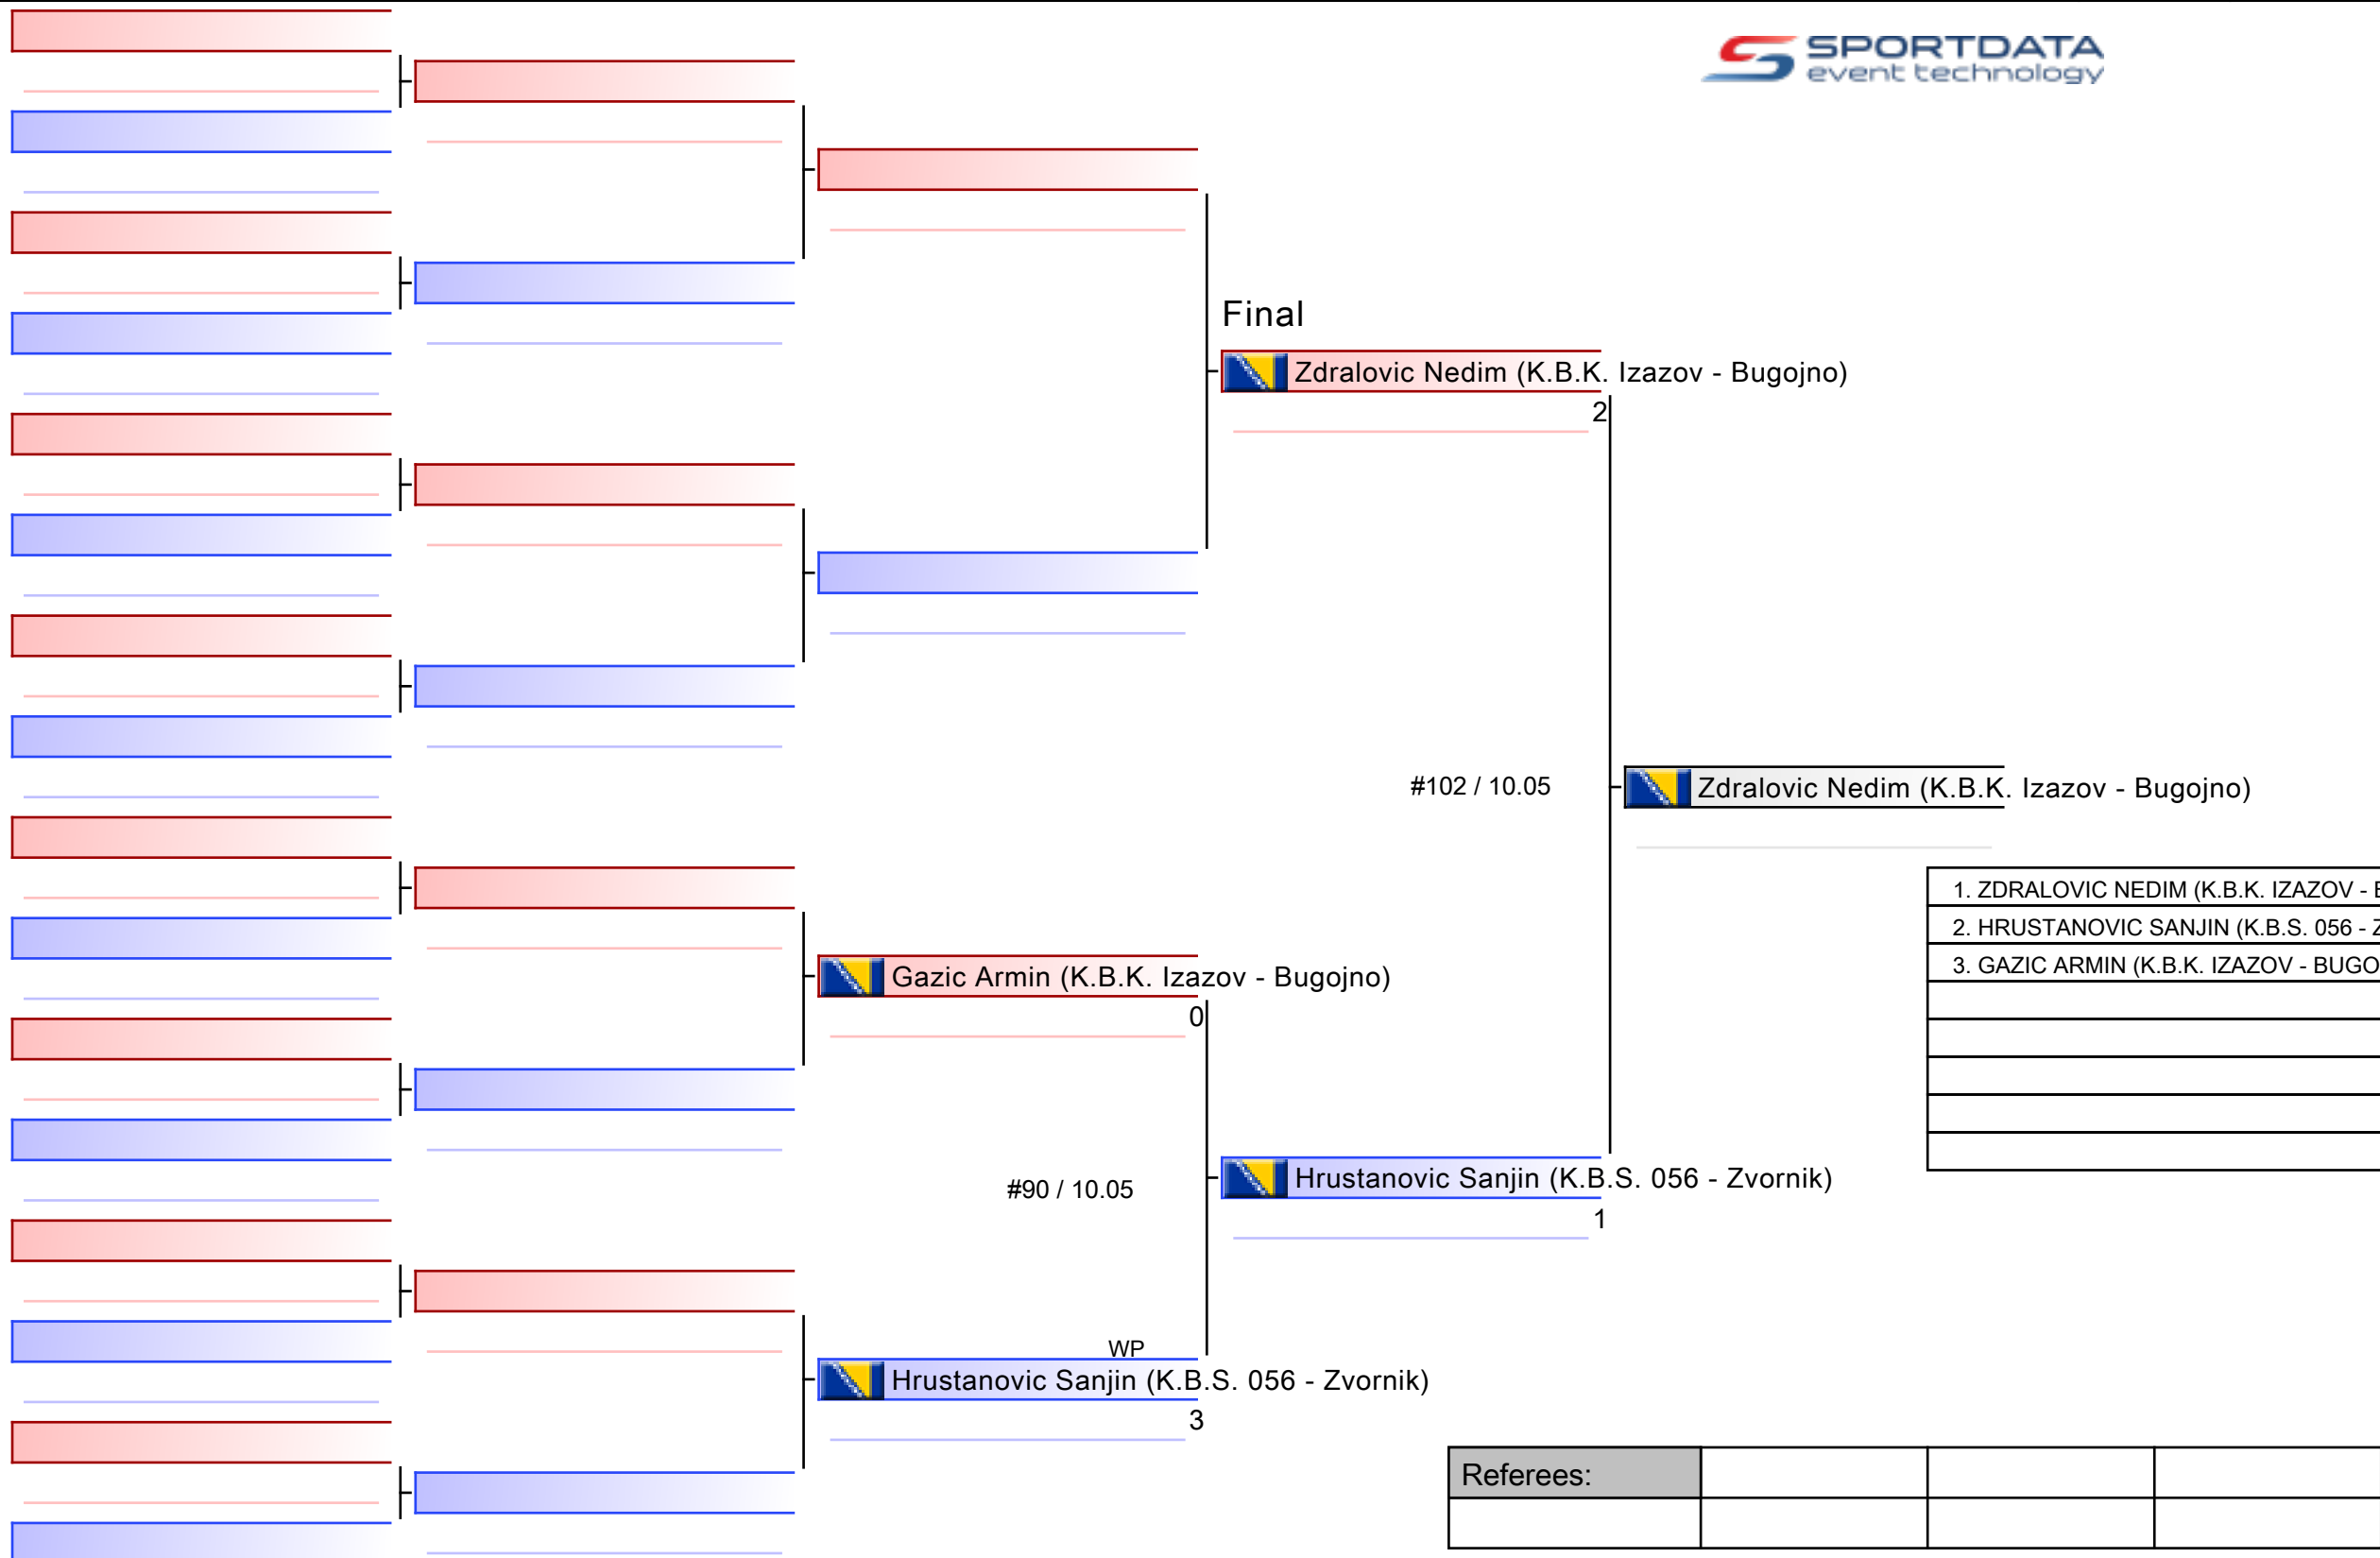 SPORTDATA
event technology
Final
Zdralovic Nedim (K.B.K. Izazov - Bugojno)
2
#102 / 10.05
Zdralovic Nedim (K.B.K. Izazov - Bugojno)
1. ZDRALOVIC NEDIM (K.B.K. IZAZOV -
2. HRUSTANOVIC SANJIN (K.B.S. 056 -
3. GAZIC ARMIN (K.B.K. IZAZOV - BUGO
Gazic Armin (K.B.K. Izazov - Bugojno)
0
#90 / 10.05
Hrustanovic Sanjin (K.B.S. 056 - Zvornik)
1
WP
Hrustanovic Sanjin (K.B.S. 056 - Zvornik)
3
Referees: